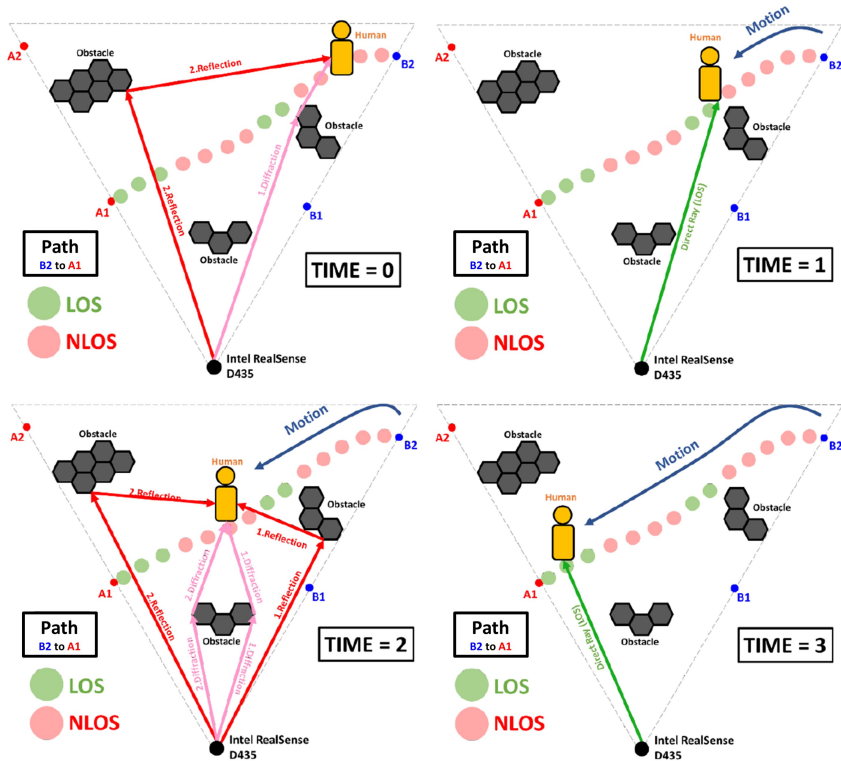 Human
A2
Obstacle
2.Reflection
B2
Obstacle
2.Reflection
1.Diffraction
A1
B1
Path
B2 to A1
Obstacle
TIME = 0
LOS
NLOS
Intel RealSense
D435
Motion
Human
A2
Obstacle
B2
Obstacle
A1
Direct Ray (LOS)
B1
Path
B2 to A1
Obstacle
TIME = 1
LOS
NLOS
Intel RealSense
D435
Motion
A2
Obstacle
B2
Human
2.Reflection
Obstacle
1.Reflection
2.Diffraction
1.Diffraction
A1
2.Reflection
1.Reflection
B1
Path
B2 to A1
Obstacle
2.Diffraction
1.Diffraction
TIME = 2
LOS
NLOS
Intel RealSense
D435
A2
Obstacle
B2
Motion
Human
Obstacle
A1
B1
Direct Ray (LOS)
Path
B2 to A1
Obstacle
TIME = 3
LOS
NLOS
Intel RealSense
D435